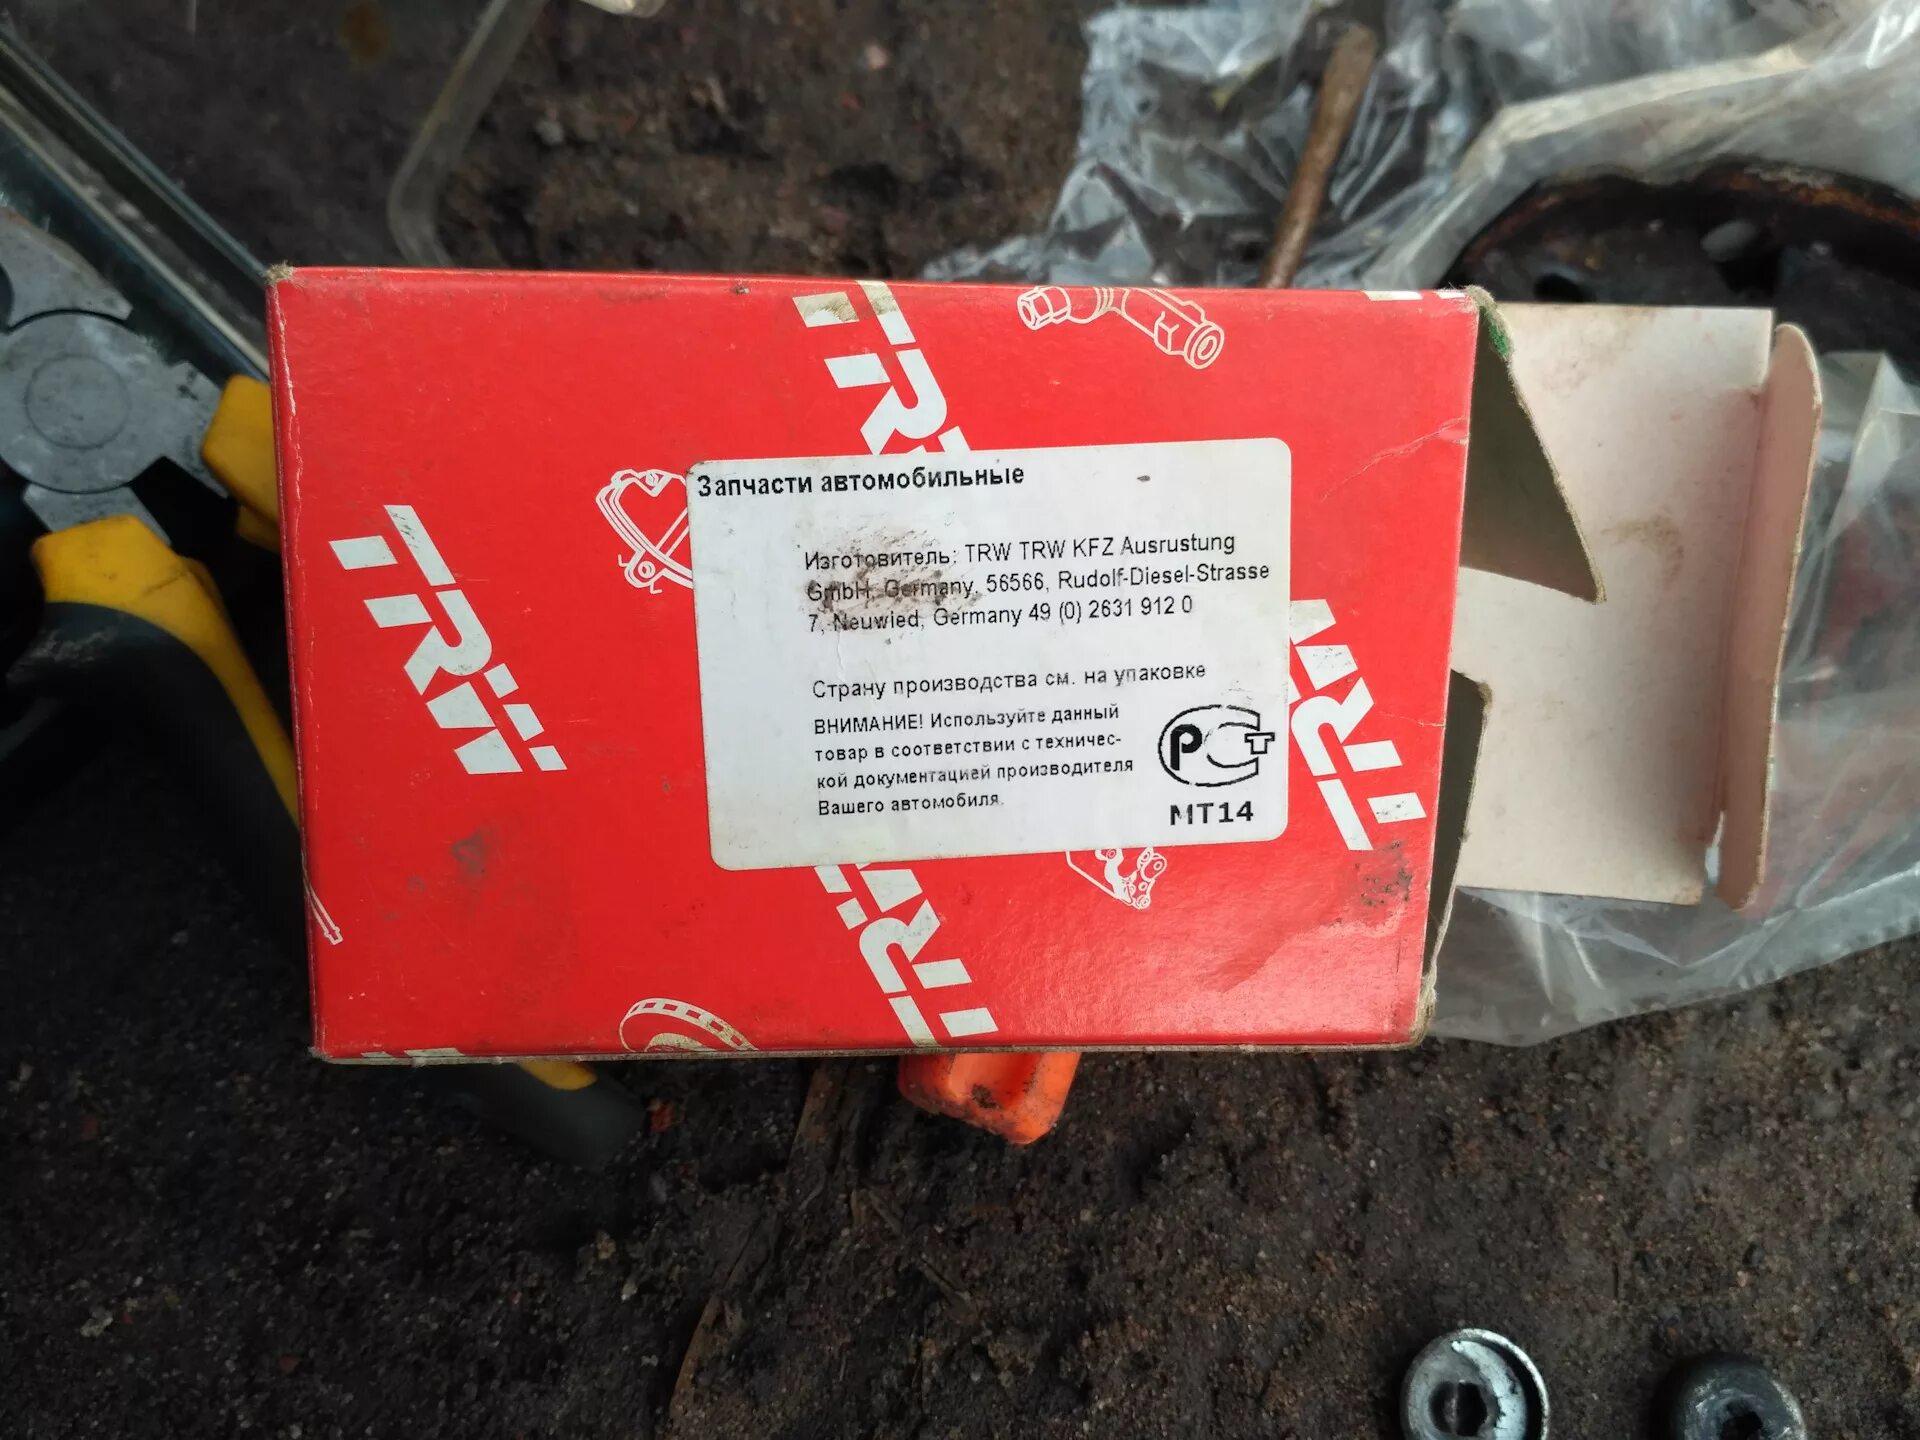 TRW
TRW
Запчасти автомобильные
Изготовитель: TRW TRW KFZ Ausrustung
GmbH, Germany, 56566, Rudolf-Diesel-Strasse
7, Neuwied, Germany 49 (0) 2631 912 0
Страну производства см. на упаковке
ВНИМАНИЕ! Используйте данный
товар в соответствии с техничес-
кой документацией производителя
Вашего автомобиля.
РСТ
МТ14
TRW
TRW